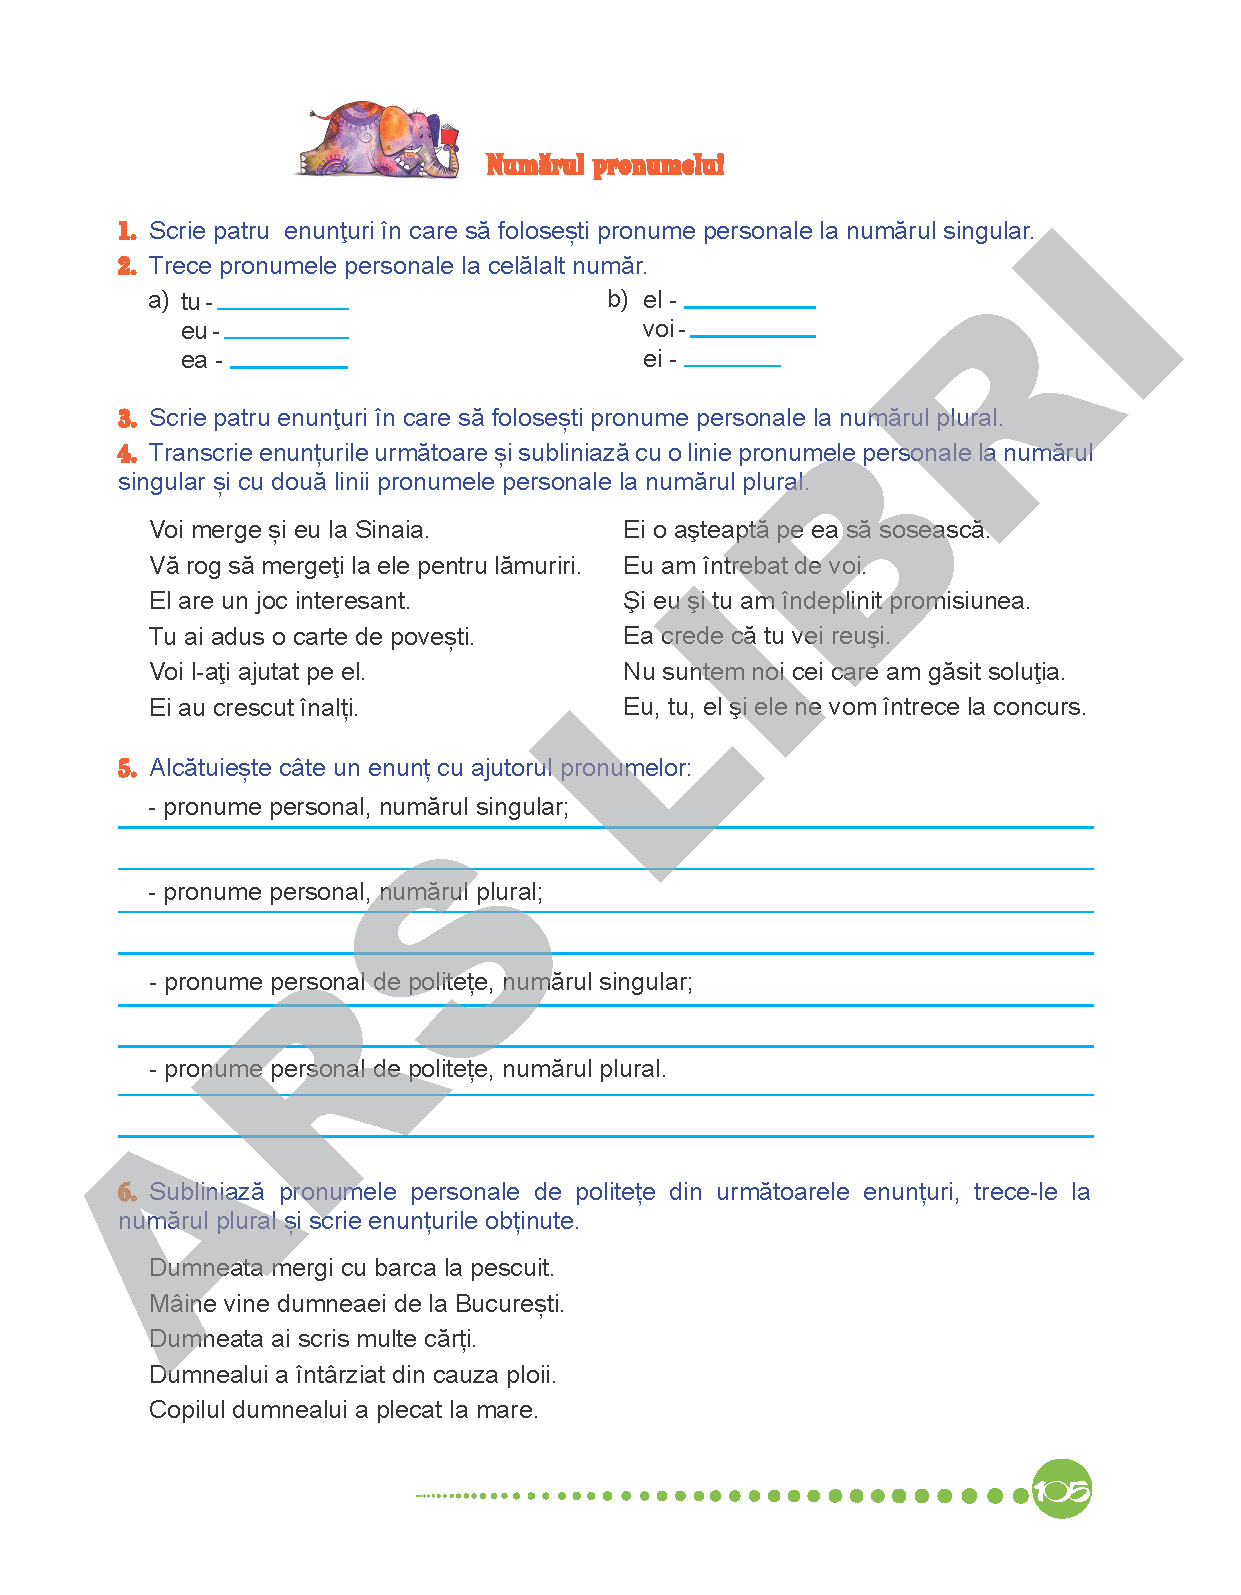 Numărul pronumelui
1. Scrie patru enunţuri în care să folosești pronume personale la numărul singular.
2. Trece pronumele personale la celălalt număr.
a) tu -
eu -
ea -
b) el -
voi -
ei -
3. Scrie patru enunţuri în care să folosești pronume personale la numărul plural.
4. Transcrie enunțurile următoare și subliniază cu o linie pronumele personale la numărul
singular și cu două linii pronumele personale la numărul plural.
Voi merge și eu la Sinaia.
Vă rog să mergeţi la ele pentru lămuriri.
El are un joc interesant.
Tu ai adus o carte de povești.
Voi l-aţi ajutat pe el.
Ei au crescut înalți.
Ei o aşteaptă pe ea să sosească.
Eu am întrebat de voi.
Şi eu şi tu am îndeplinit promisiunea.
Ea crede că tu vei reuşi.
Nu suntem noi cei care am găsit soluţia.
Eu, tu, el şi ele ne vom întrece la concurs.
5. Alcătuiește câte un enunț cu ajutorul pronumelor:
- pronume personal, numărul singular;
- pronume personal, numărul plural;
- pronume personal de politețe, numărul singular;
- pronume personal de politețe, numărul plural.
6. Subliniază pronumele personale de politețe din următoarele enunțuri, trece-le la
numărul plural și scrie enunțurile obținute.
Dumneata mergi cu barca la pescuit.
Mâine vine dumneaei de la București.
Dumneata ai scris multe cărți.
Dumnealui a întârziat din cauza ploii.
Copilul dumnealui a plecat la mare.
105
ARS LIBRI